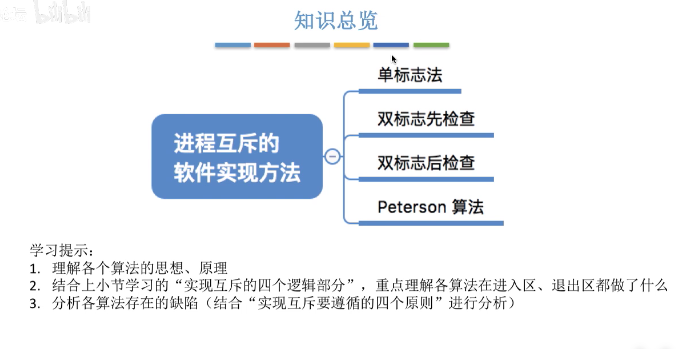 bilibili
知识总览
进程互斥的
软件实现方法
单标志法
双标志先检查
双标志后检查
Peterson 算法
学习提示：
1. 理解各个算法的思想、原理
2. 结合上小节学习的“实现互斥的四个逻辑部分”，重点理解各算法在进入区、退出区都做了什么
3. 分析各算法存在的缺陷（结合“实现互斥要遵循的四个原则”进行分析）